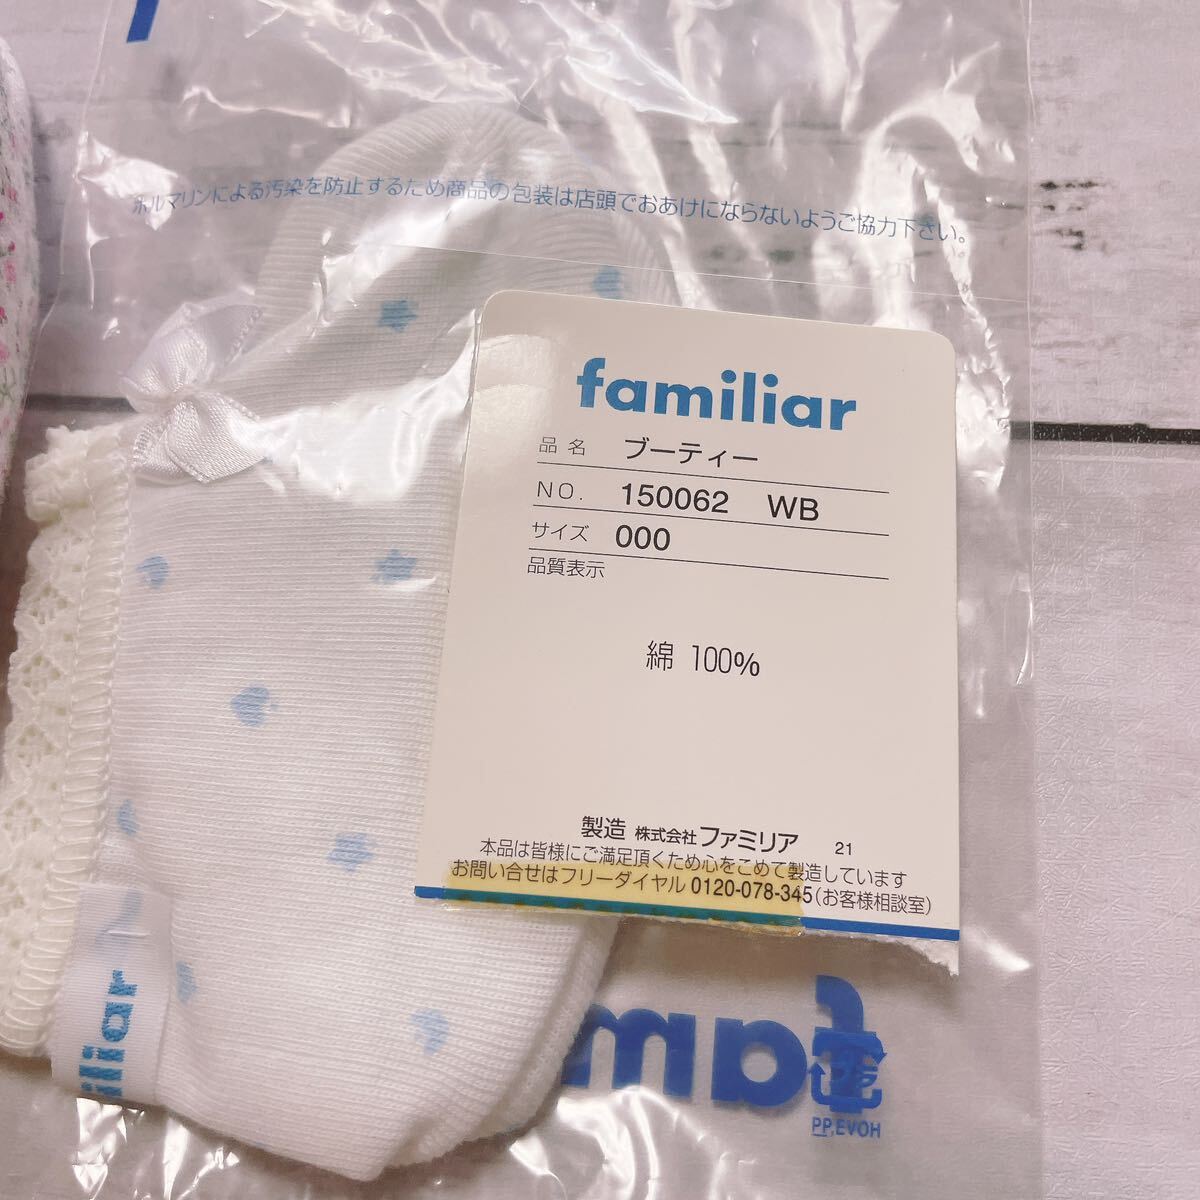 ホルマリンによる汚染を防止するため商品の包装は店頭でおあけにならないようご協力下さい。
familiar
品名 ブーティー
NO. 150062 WB
サイズ 000
品質表示
綿 100%
製造 株式会社ファミリア 21
本品は皆様にご満足頂くため心をこめて製造しています
お問い合せはフリーダイヤル 0120-078-345(お客様相談室)
iliar
fam
プラ
PP,EVOH